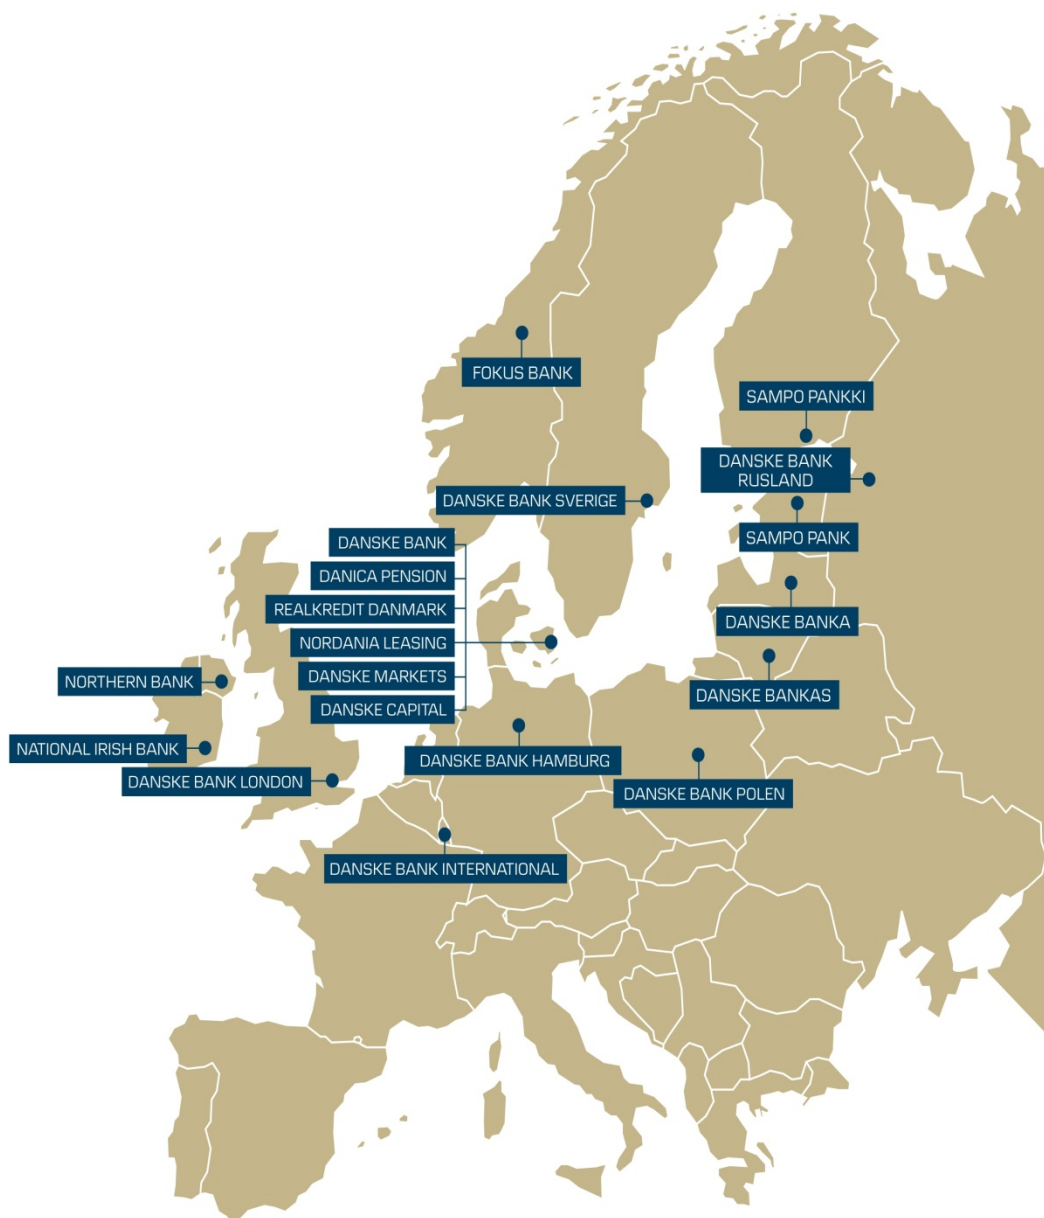 FOKUS BANK
SAMPO PANKKI
DANSKE BANK
RUSLAND
DANSKE BANK SVERIGE
SAMPO PANK
DANSKE BANK
DANICA PENSION
REALKREDIT DANMARK
NORDANIA LEASING
DANSKE MARKETS
DANSKE CAPITAL
DANSKE BANKA
DANSKE BANKAS
NORTHERN BANK
NATIONAL IRISH BANK
DANSKE BANK LONDON
DANSKE BANK HAMBURG
DANSKE BANK POLEN
DANSKE BANK INTERNATIONAL